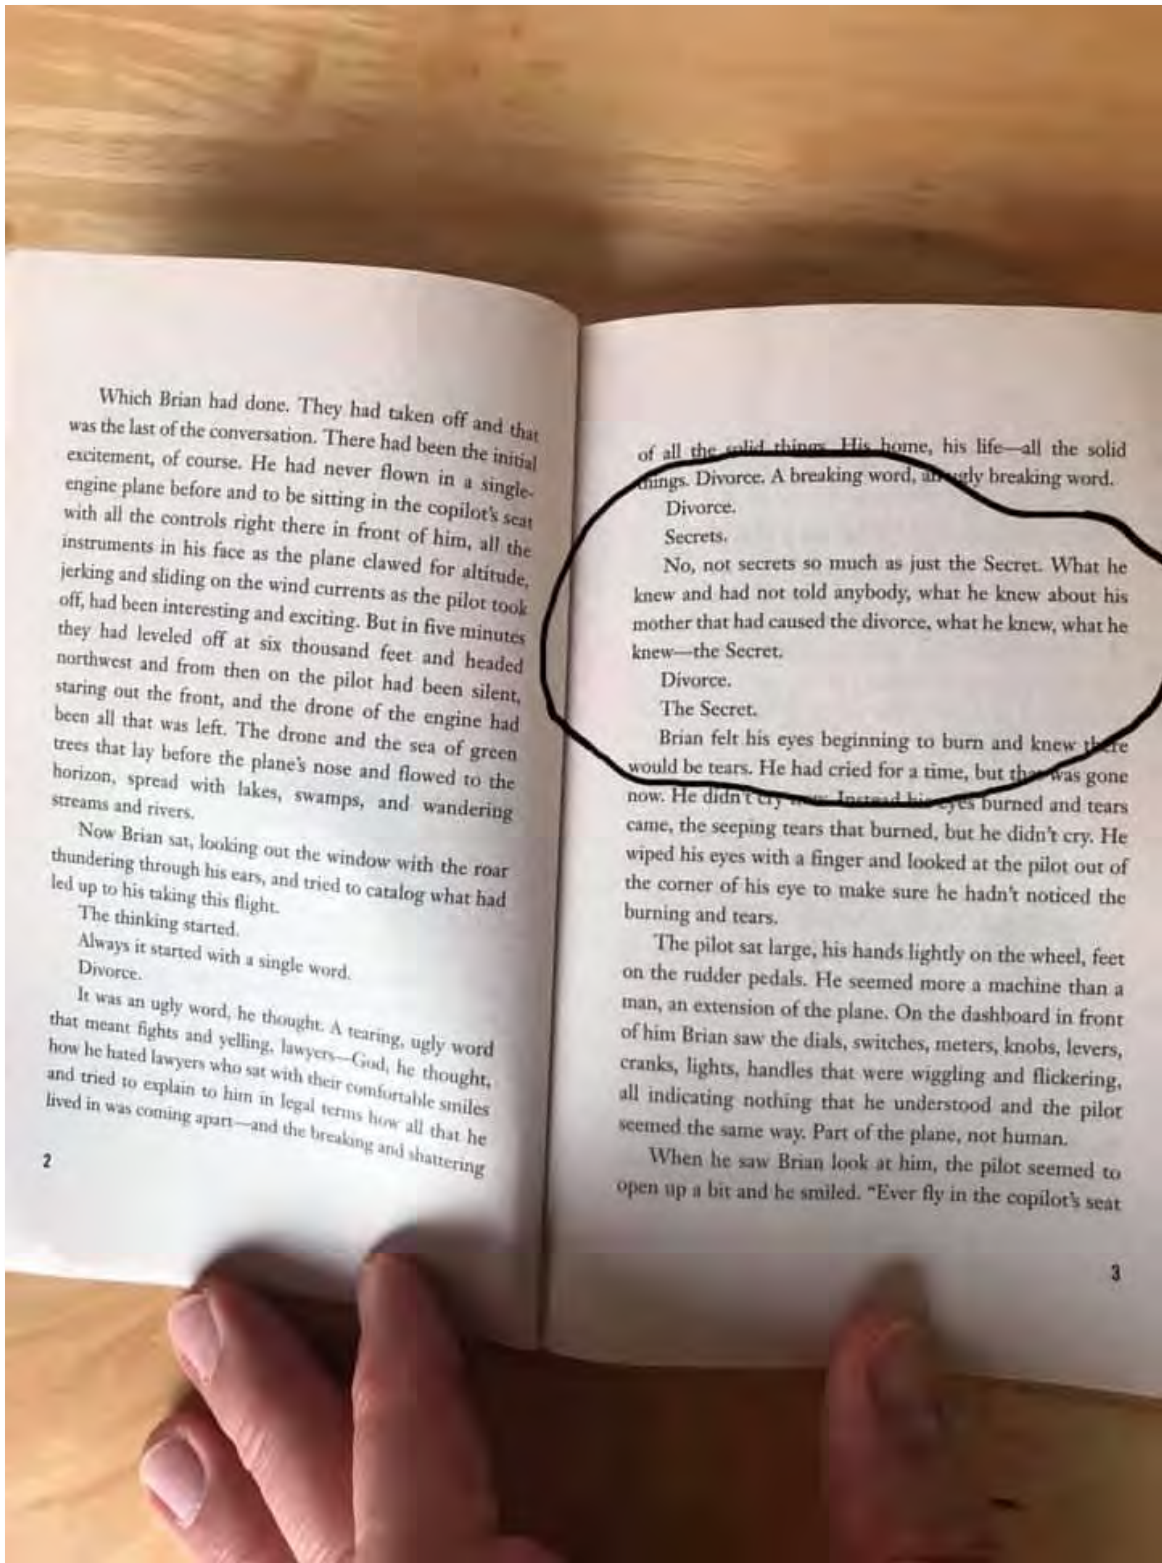 Which Brian had done. They had taken off and that
was the last of the conversation. There had been the initial
excitement, of course. He had never flown in a single-
engine plane before and to be sitting in the copilot's seat
with all the controls right there in front of him, all the
instruments in his face as the plane clawed for altitude,
jerking and sliding on the wind currents as the pilot took
off, had been interesting and exciting. But in five minutes
they had leveled off at six thousand feet and headed
northwest and from then on the pilot had been silent,
staring out the front, and the drone of the engine had
been all that was left. The drone and the sea of green
trees that lay before the plane's nose and flowed to the
horizon, spread with lakes, swamps, and wandering
streams and rivers.
Now Brian sat, looking out the window with the roar
thundering through his ears, and tried to catalog what had
led up to his taking this flight.
The thinking started.
Always it started with a single word.
Divorce.
It was an ugly word, he thought. A tearing, ugly word
that meant fights and yelling, lawyers—God, he thought,
how he hated lawyers who sat with their comfortable smiles
and tried to explain to him in legal terms how all that he
lived in was coming apart—and the breaking and shattering
2
of all the solid things. His home, his life—all the solid
things. Divorce. A breaking word, an ugly breaking word.
Divorce.
Secrets.
No, not secrets so much as just the Secret. What he
knew and had not told anybody, what he knew about his
mother that had caused the divorce, what he knew, what he
knew—the Secret.
Divorce.
The Secret.
Brian felt his eyes beginning to burn and knew there
would be tears. He had cried for a time, but that was gone
now. He didn't cry now. Instead his eyes burned and tears
came, the seeping tears that burned, but he didn't cry. He
wiped his eyes with a finger and looked at the pilot out of
the corner of his eye to make sure he hadn't noticed the
burning and tears.
The pilot sat large, his hands lightly on the wheel, feet
on the rudder pedals. He seemed more a machine than a
man, an extension of the plane. On the dashboard in front
of him Brian saw the dials, switches, meters, knobs, levers,
cranks, lights, handles that were wiggling and flickering,
all indicating nothing that he understood and the pilot
seemed the same way. Part of the plane, not human.
When he saw Brian look at him, the pilot seemed to
open up a bit and he smiled. "Ever fly in the copilot's seat
3